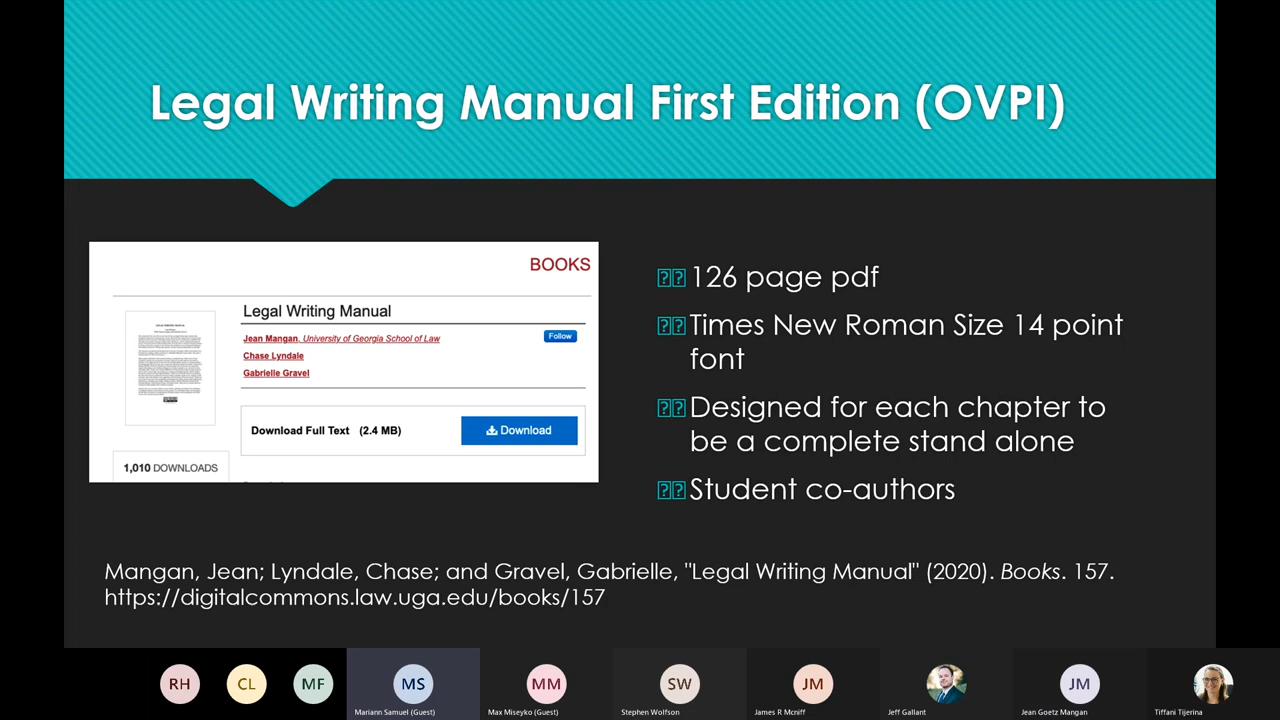 Legal Writing Manual First Edition (OVPI)
BOOKS
Legal Writing Manual
Jean Mangan, University of Georgia School of Law
Follow
Chase Lyndale
Gabrielle Gravel
Download Full Text (2.4 MB)
Download
1,010 DOWNLOADS
126 page pdf
Times New Roman Size 14 point
font
Designed for each chapter to
be a complete stand alone
Student co-authors
Mangan, Jean; Lyndale, Chase; and Gravel, Gabrielle, "Legal Writing Manual" (2020). Books. 157.
https://digitalcommons.law.uga.edu/books/157
RH
CL
MF
MS
MM
SW
JM
JM
Mariann Samuel (Guest)
Max Miseyko (Guest)
Stephen Wolfson
James R Mcniff
Jeff Gallant
Jean Goetz Mangan
Tiffani Tijerina